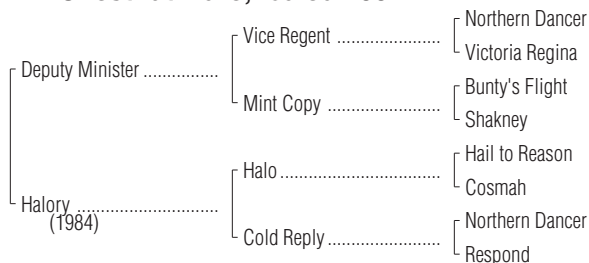 Northern Dancer
Vice Regent ......................
Victoria Regina
Deputy Minister ................
Bunty's Flight
Mint Copy ........................
Shakney
Hail to Reason
Halo..................................
Cosmah
Halory ..............................
(1984)
Northern Dancer
Cold Reply ........................
Respond